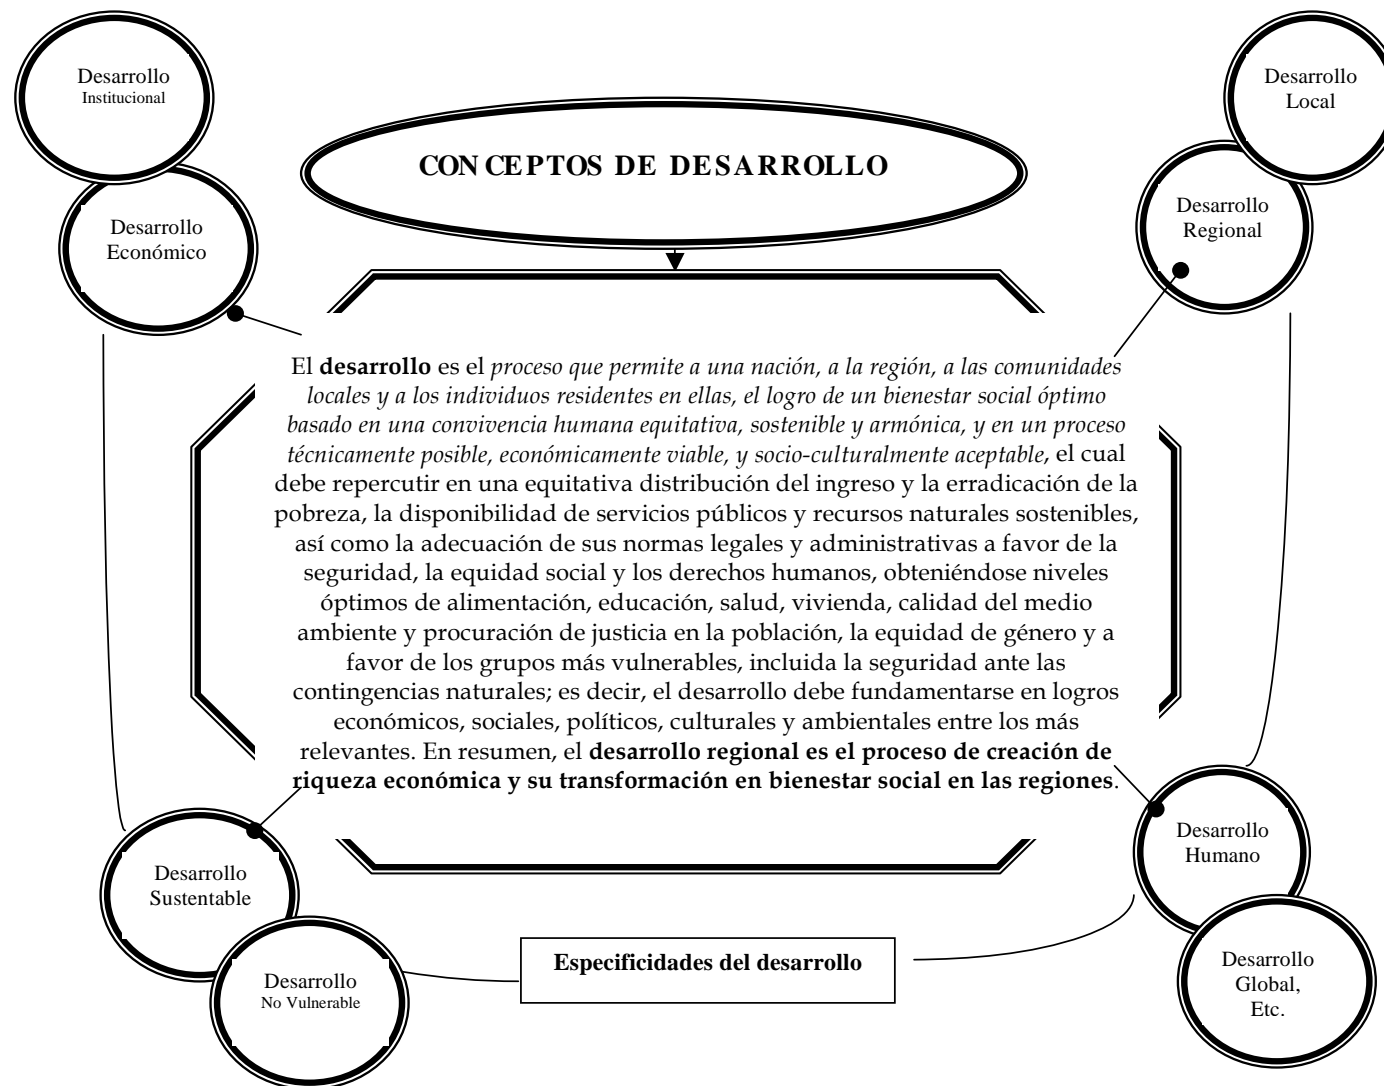 Desarrollo
Institucional
Desarrollo
Económico
CONCEPTOS DE DESARROLLO
Desarrollo
Local
Desarrollo
Regional
El desarrollo es el proceso que permite a una nación, a la región, a las comunidades
locales y a los individuos residentes en ellas, el logro de un bienestar social óptimo
basado en una convivencia humana equitativa, sostenible y armónica, y en un proceso
técnicamente posible, económicamente viable, y socio-culturalmente aceptable, el cual
debe repercutir en una equitativa distribución del ingreso y la erradicación de la
pobreza, la disponibilidad de servicios públicos y recursos naturales sostenibles,
así como la adecuación de sus normas legales y administrativas a favor de la
seguridad, la equidad social y los derechos humanos, obteniéndose niveles
óptimos de alimentación, educación, salud, vivienda, calidad del medio
ambiente y procuración de justicia en la población, la equidad de género y a
favor de los grupos más vulnerables, incluida la seguridad ante las
contingencias naturales; es decir, el desarrollo debe fundamentarse en logros
económicos, sociales, políticos, culturales y ambientales entre los más
relevantes. En resumen, el desarrollo regional es el proceso de creación de
riqueza económica y su transformación en bienestar social en las regiones.
Desarrollo
Sustentable
Desarrollo
No Vulnerable
Especificidades del desarrollo
Desarrollo
Humano
Desarrollo
Global,
Etc.